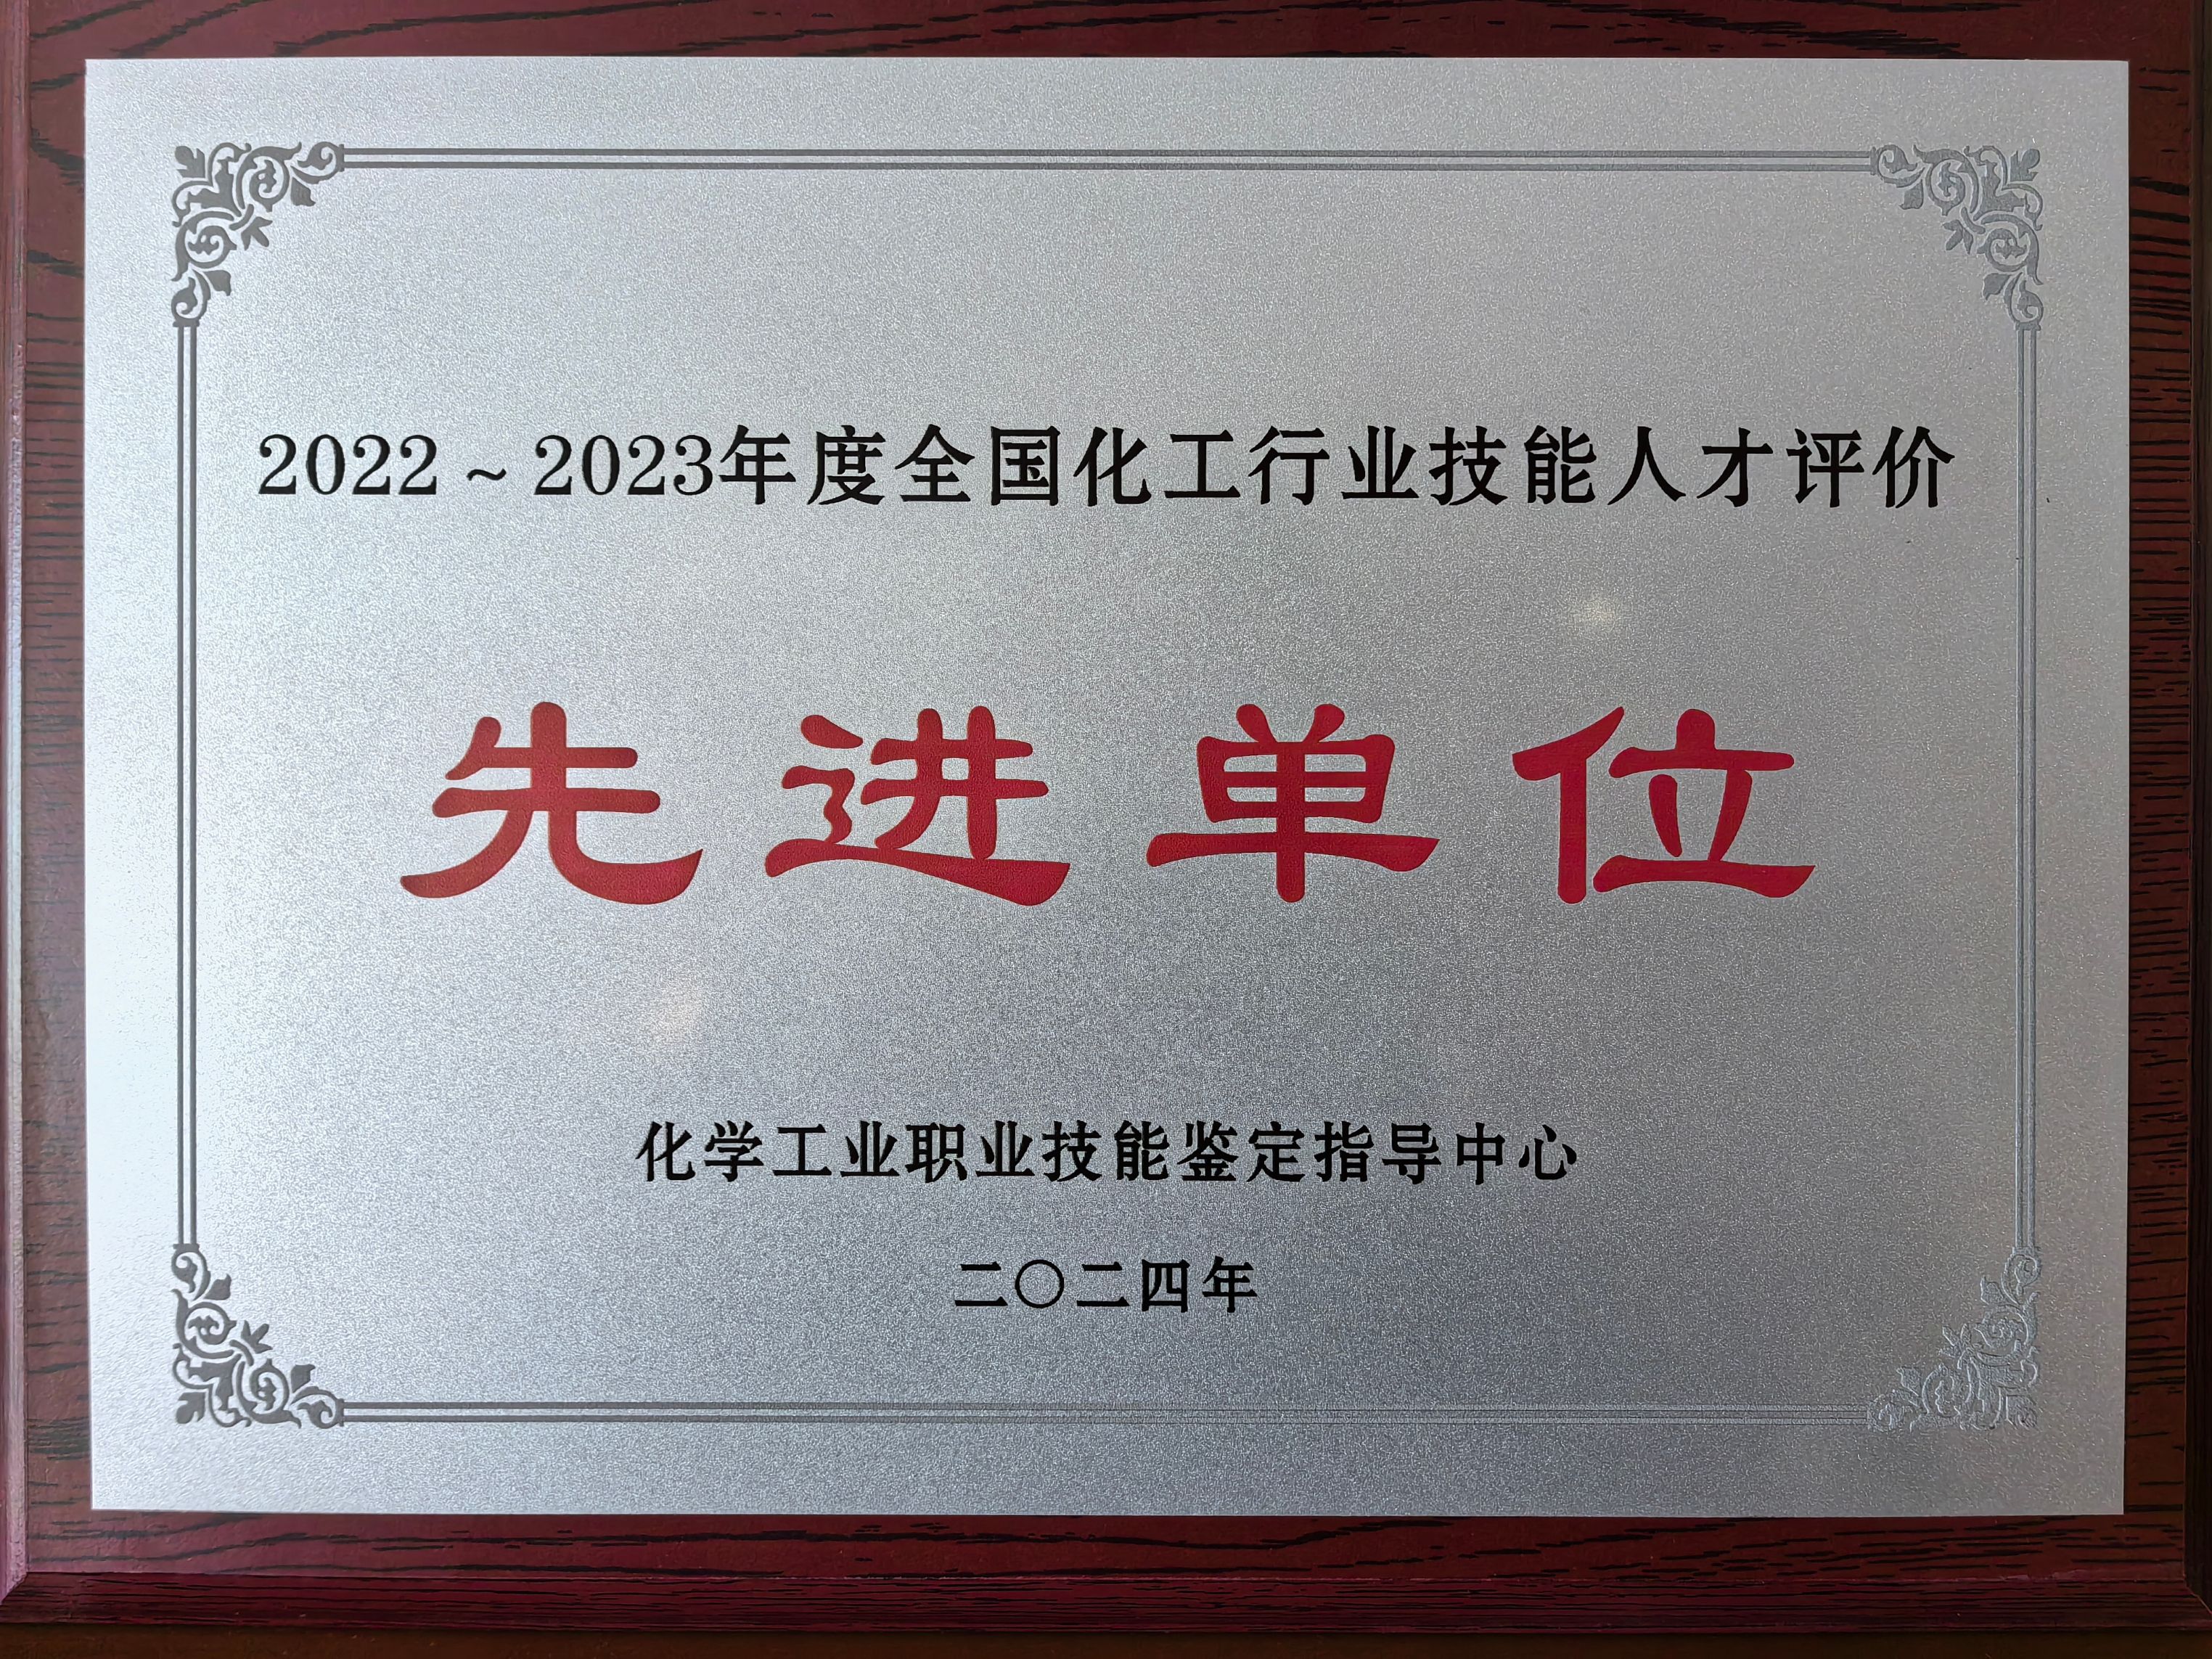 2022～2023年度全国化工行业技能人才评价
先进单位
化学工业职业技能鉴定指导中心
二〇二四年